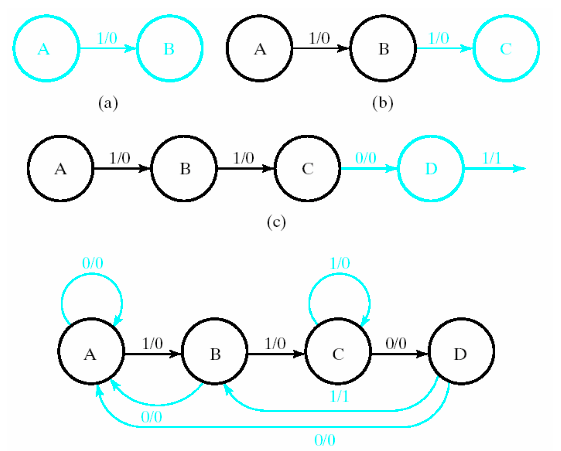 1/0 1/0 1/0
A B A B C
(a) (b)
1/0 1/0 0/0 1/1
A B C D
(c)
0/0 1/0
1/0 1/0 0/0
A B C D
1/1
0/0
0/0